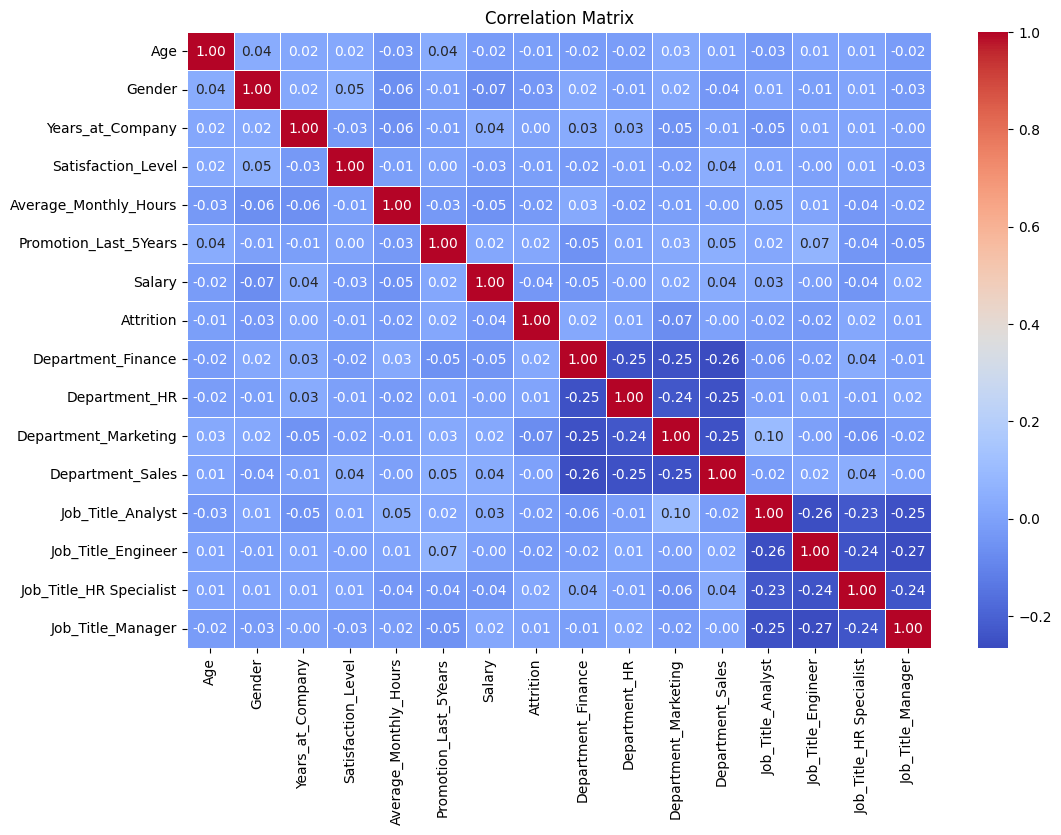 Correlation Matrix
Age 1.00 0.04 0.02 0.02 -0.03 0.04 -0.02 -0.01 -0.02 -0.02 0.03 0.01 -0.03 0.01 0.01 -0.02
Gender 0.04 1.00 0.02 0.05 -0.06 -0.01 -0.07 -0.03 0.02 -0.01 0.02 -0.04 0.01 -0.01 0.01 -0.03
Years_at_Company 0.02 0.02 1.00 -0.03 -0.06 -0.01 0.04 0.00 0.03 0.03 -0.05 -0.01 -0.05 0.01 0.01 -0.00
Satisfaction_Level 0.02 0.05 -0.03 1.00 -0.01 0.00 -0.03 -0.01 -0.02 -0.01 -0.02 0.04 0.01 -0.00 0.01 -0.03
Average_Monthly_Hours -0.03 -0.06 -0.06 -0.01 1.00 -0.03 -0.05 -0.02 0.03 -0.02 -0.01 -0.00 0.05 0.01 -0.04 -0.02
Promotion_Last_5Years 0.04 -0.01 -0.01 0.00 -0.03 1.00 0.02 0.02 -0.05 0.01 0.03 0.05 0.02 0.07 -0.04 -0.05
Salary -0.02 -0.07 0.04 -0.03 -0.05 0.02 1.00 -0.04 -0.05 -0.00 0.02 0.04 0.03 -0.00 -0.04 0.02
Attrition -0.01 -0.03 0.00 -0.01 -0.02 0.02 -0.04 1.00 0.02 0.01 -0.07 -0.00 -0.02 -0.02 0.02 0.01
Department_Finance -0.02 0.02 0.03 -0.02 0.03 -0.05 -0.05 0.02 1.00 -0.25 -0.25 -0.26 -0.06 -0.02 0.04 -0.01
Department_HR -0.02 -0.01 0.03 -0.01 -0.02 0.01 -0.00 0.01 -0.25 1.00 -0.24 -0.25 -0.01 0.01 -0.01 0.02
Department_Marketing 0.03 0.02 -0.05 -0.02 -0.01 0.03 0.02 -0.07 -0.25 -0.24 1.00 -0.25 0.10 -0.00 -0.06 -0.02
Department_Sales 0.01 -0.04 -0.01 0.04 -0.00 0.05 0.04 -0.00 -0.26 -0.25 -0.25 1.00 -0.02 0.02 0.04 -0.00
Job_Title_Analyst -0.03 0.01 -0.05 0.01 0.05 0.02 0.03 -0.02 -0.06 -0.01 0.10 -0.02 1.00 -0.26 -0.23 -0.25
Job_Title_Engineer 0.01 -0.01 0.01 -0.00 0.01 0.07 -0.00 -0.02 -0.02 0.01 -0.00 0.02 -0.26 1.00 -0.24 -0.27
Job_Title_HR Specialist 0.01 0.01 0.01 0.01 -0.04 -0.04 -0.04 0.02 0.04 -0.01 -0.06 0.04 -0.23 -0.24 1.00 -0.24
Job_Title_Manager -0.02 -0.03 -0.00 -0.03 -0.02 -0.05 0.02 0.01 -0.01 0.02 -0.02 -0.00 -0.25 -0.27 -0.24 1.00
Age
Gender
Years_at_Company
Satisfaction_Level
Average_Monthly_Hours
Promotion_Last_5Years
Salary
Attrition
Department_Finance
Department_HR
Department_Marketing
Department_Sales
Job_Title_Analyst
Job_Title_Engineer
Job_Title_HR Specialist
Job_Title_Manager
1.0
0.8
0.6
0.4
0.2
0.0
−0.2